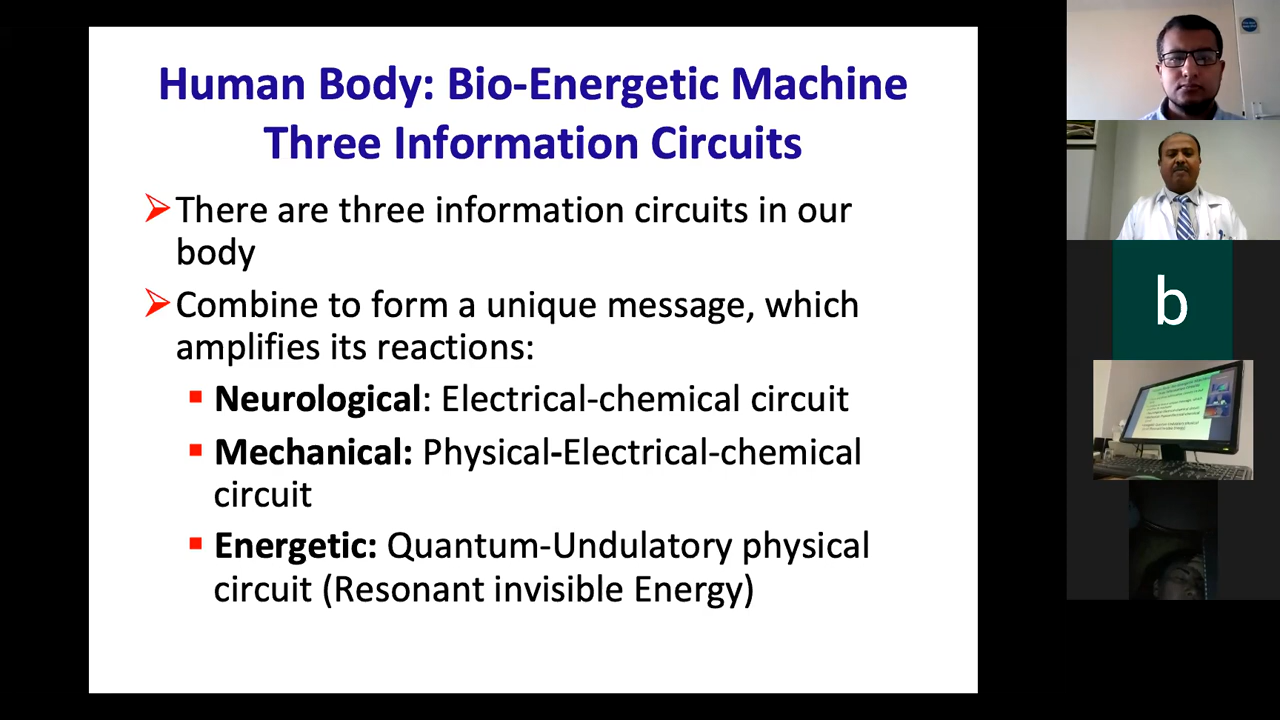 Human Body: Bio-Energetic Machine
Three Information Circuits
There are three information circuits in our
body
Combine to form a unique message, which
amplifies its reactions:
Neurological: Electrical-chemical circuit
Mechanical: Physical-Electrical-chemical
circuit
Energetic: Quantum-Undulatory physical
circuit (Resonant invisible Energy)
b